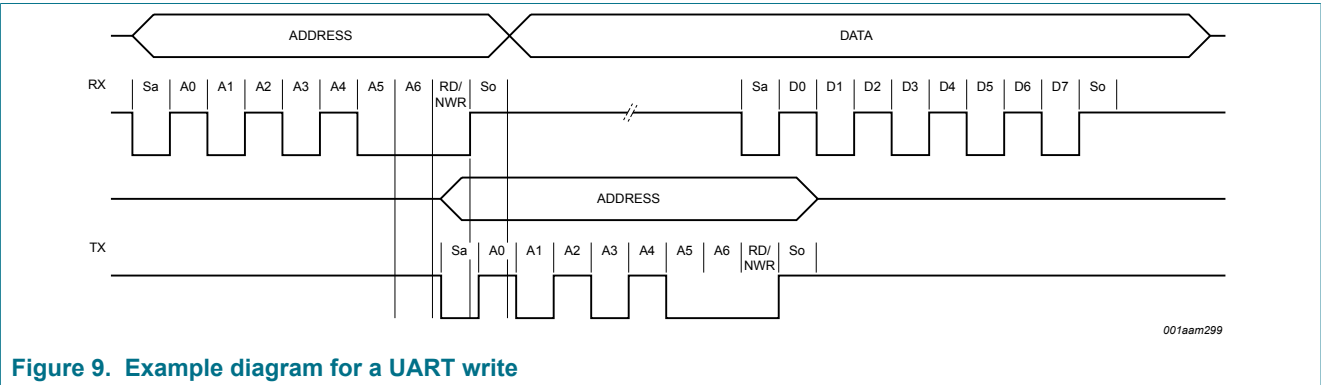 ADDRESS DATA
RX Sa A0 A1 A2 A3 A4 A5 A6 RD/ So Sa D0 D1 D2 D3 D4 D5 D6 D7 So
NWR
ADDRESS
TX Sa A0 A1 A2 A3 A4 A5 A6 RD/ So
NWR
001aam299
Figure 9. Example diagram for a UART write